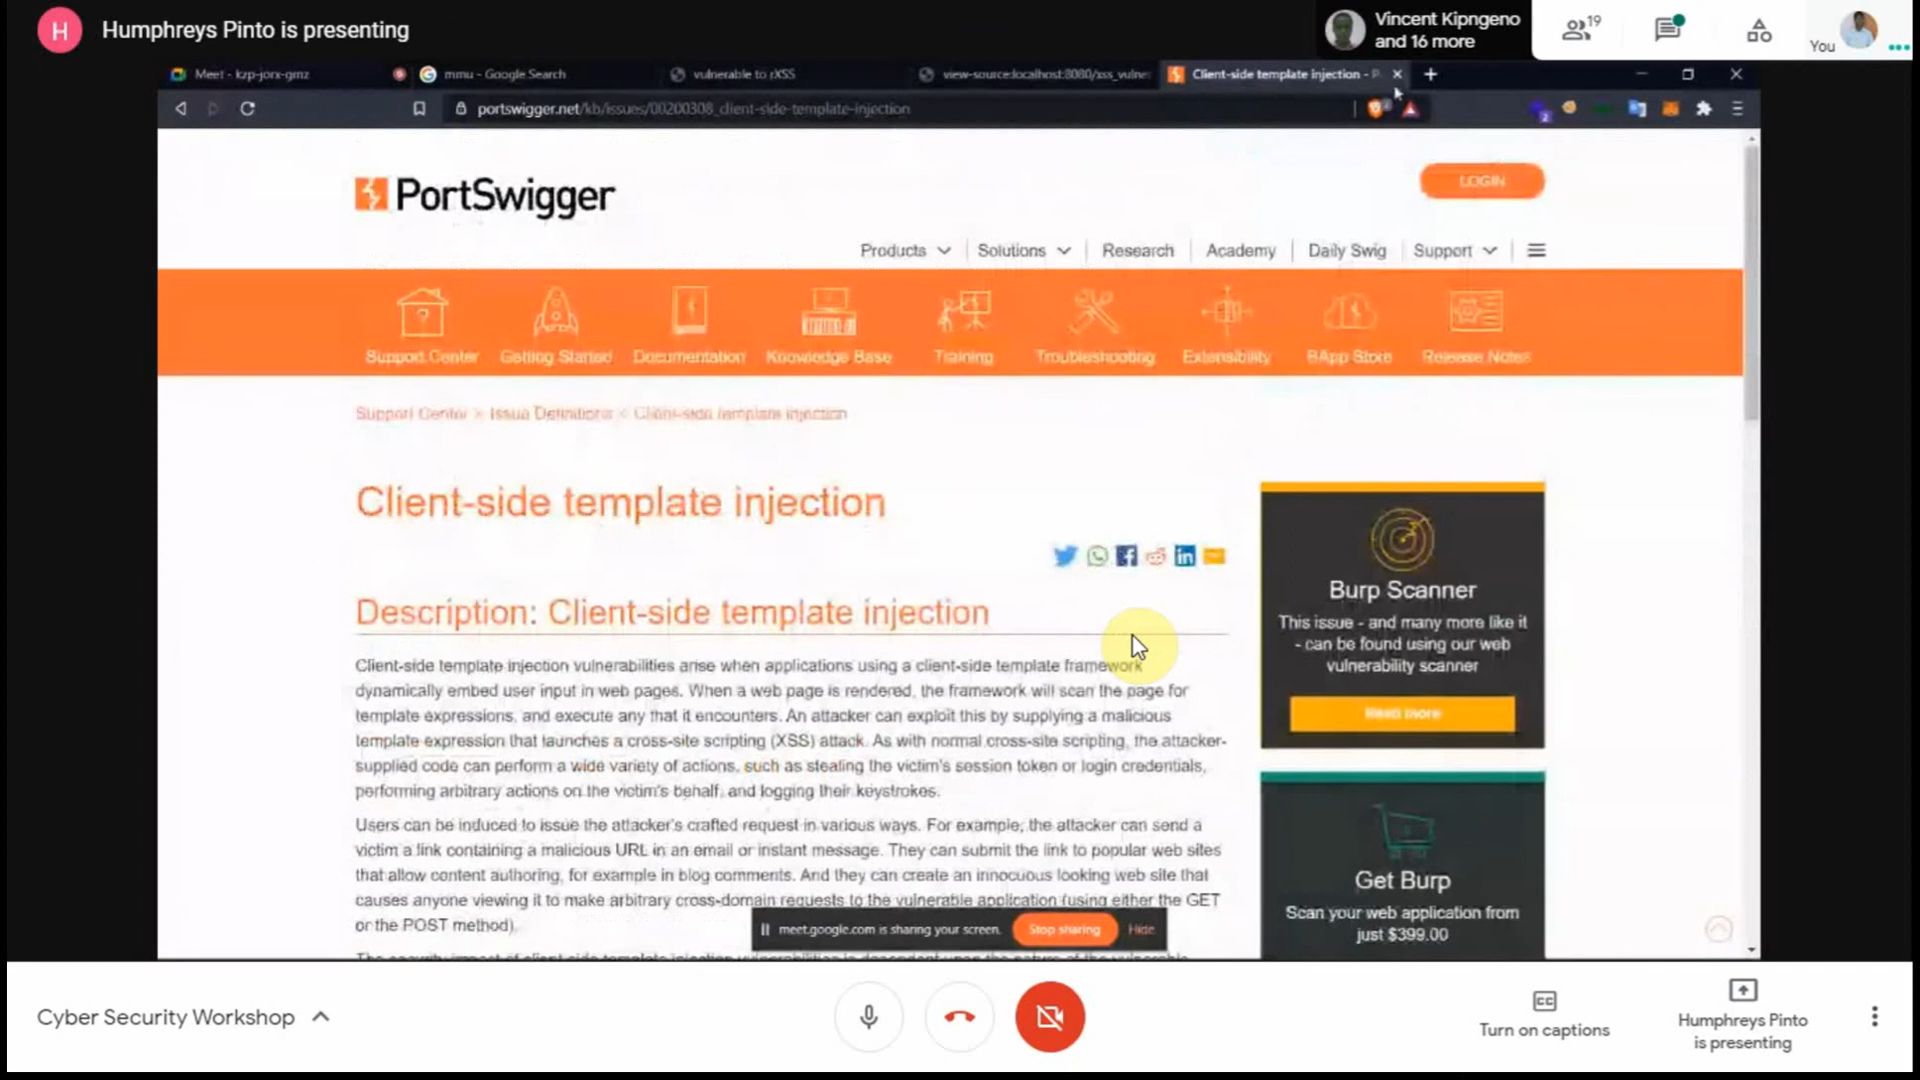 H
Humphreys Pinto is presenting
Vincent Kipngeno
and 16 more
19
You
Meet - kzp-jorx-gmz
mmu - Google Search
vulnerable to rXSS
view-source:localhost:8080/xss_vulne
Client-side template injection - P
portswigger.net/kb/issues/00200308_client-side-template-injection
2
PortSwigger
LOGIN
Products
Solutions
Research
Academy
Daily Swig
Support
Support Center
Getting Started
Documentation
Knowledge Base
Training
Troubleshooting
Extensibility
BApp Store
Release Notes
Support Center > Issue Definitions > Client-side template injection
Client-side template injection
Description: Client-side template injection
Client-side template injection vulnerabilities arise when applications using a client-side template framework
dynamically embed user input in web pages. When a web page is rendered, the framework will scan the page for
template expressions, and execute any that it encounters. An attacker can exploit this by supplying a malicious
template expression that launches a cross-site scripting (XSS) attack. As with normal cross-site scripting, the attacker-
supplied code can perform a wide variety of actions, such as stealing the victim's session token or login credentials,
performing arbitrary actions on the victim's behalf, and logging their keystrokes.
Users can be induced to issue the attacker's crafted request in various ways. For example, the attacker can send a
victim a link containing a malicious URL in an email or instant message. They can submit the link to popular web sites
that allow content authoring, for example in blog comments. And they can create an innocuous looking web site that
causes anyone viewing it to make arbitrary cross-domain requests to the vulnerable application (using either the GET
or the POST method).
Burp Scanner
This issue - and many more like it
- can be found using our web
vulnerability scanner
Read more
Get Burp
Scan your web application from
just $399.00
meet.google.com is sharing your screen.
Stop sharing
Hide
Cyber Security Workshop
Turn on captions
Humphreys Pinto
is presenting